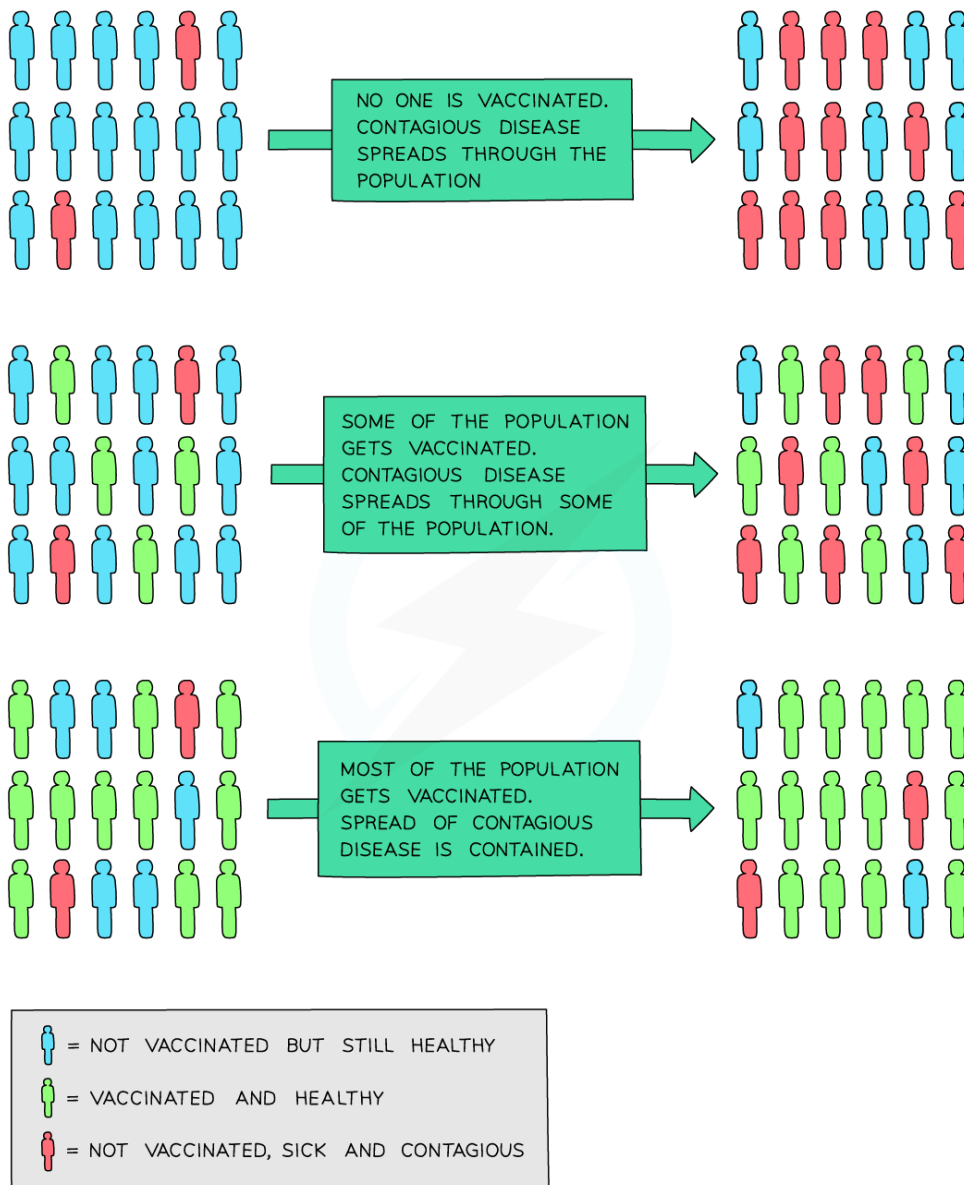 NO ONE IS VACCINATED.
CONTAGIOUS DISEASE
SPREADS THROUGH THE
POPULATION
SOME OF THE POPULATION
GETS VACCINATED.
CONTAGIOUS DISEASE
SPREADS THROUGH SOME
OF THE POPULATION.
MOST OF THE POPULATION
GETS VACCINATED.
SPREAD OF CONTAGIOUS
DISEASE IS CONTAINED.
= NOT VACCINATED BUT STILL HEALTHY
= VACCINATED AND HEALTHY
= NOT VACCINATED, SICK AND CONTAGIOUS